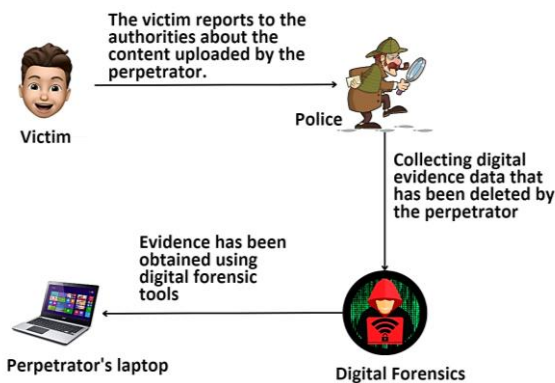 The victim reports to the
authorities about the
content uploaded by the
perpetrator.
Victim
Police
Collecting digital
evidence data that
has been deleted by
the perpetrator
Evidence has been
obtained using
digital forensic
tools
Perpetrator's laptop
Digital Forensics